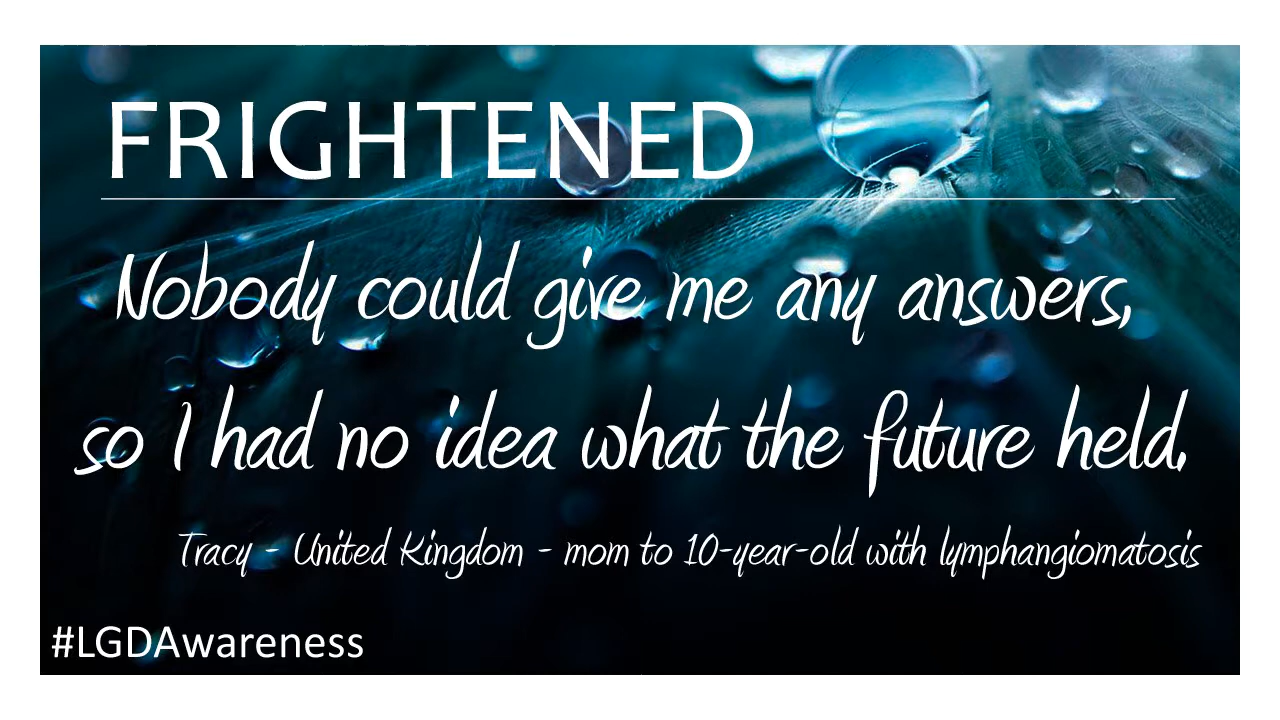 FRIGHTENED
Nobody could give me any answers,
so I had no idea what the future held.
Tracy - United Kingdom - mom to 10-year-old with lymphangiomatosis
#LGDAwareness